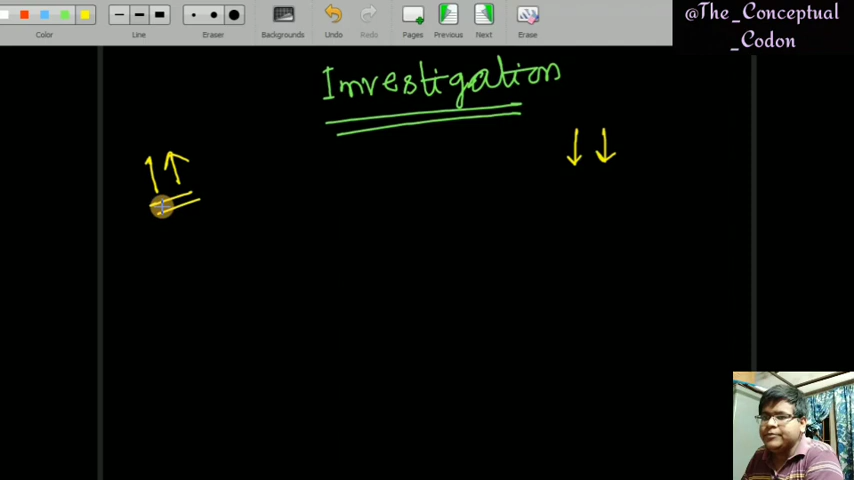 @The_Conceptual
_Codon
Color
Line
Eraser
Backgrounds
Undo
Redo
Pages
Previous
Next
Erase
Investigation